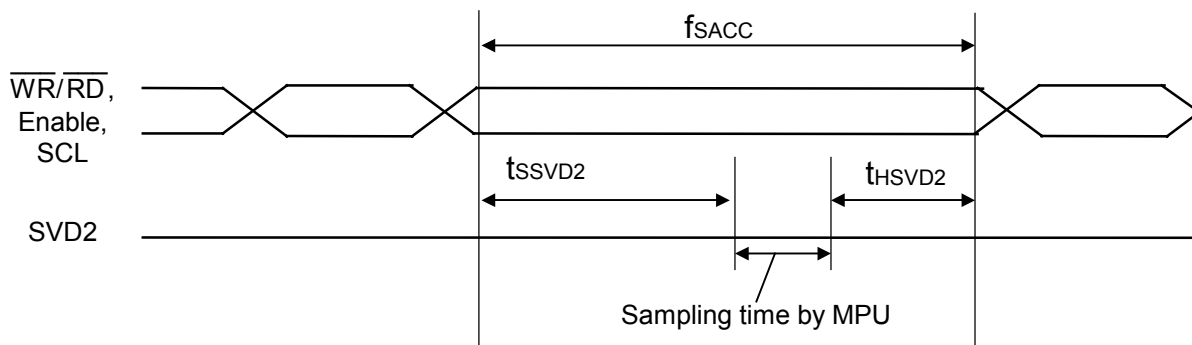 fSACC
WR/RD,
Enable,
SCL
tSSVD2
tHSVD2
SVD2
Sampling time by MPU